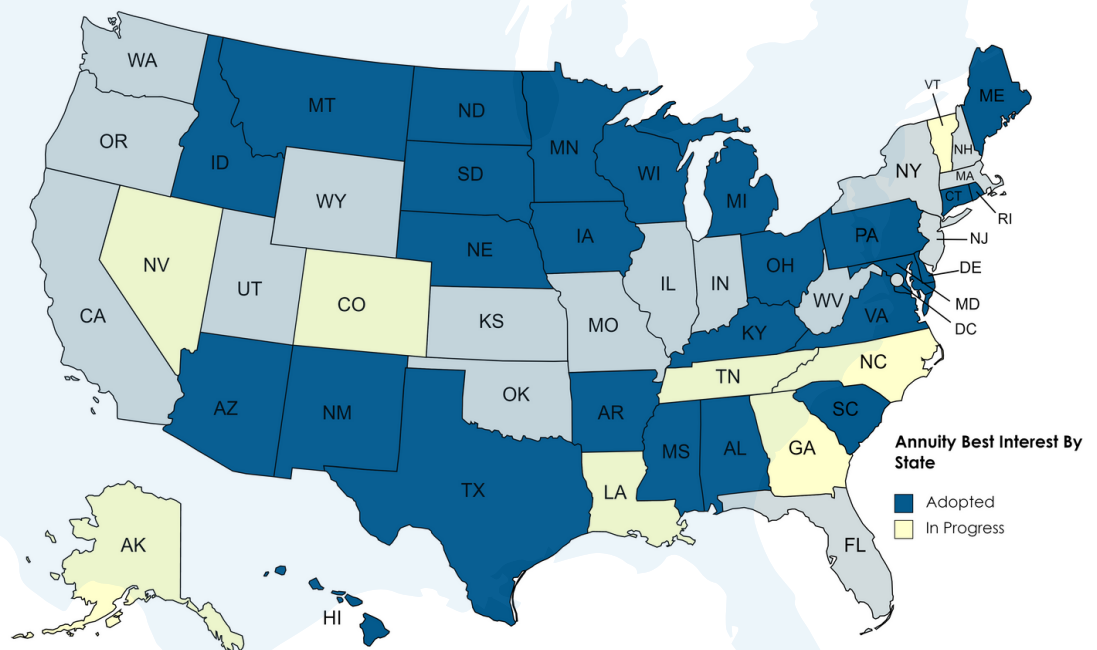 WA
MT
ND
MN
ME
VT
OR
ID
SD
WI
MI
NH
NY
MA
CT
RI
WY
IA
NE
PA
NJ
NV
UT
CO
IL
IN
OH
DE
WV
MD
DC
CA
KS
MO
KY
VA
TN
NC
AZ
NM
OK
AR
SC
MS
AL
GA
TX
LA
FL
AK
HI
Annuity Best Interest By
State
Adopted
In Progress